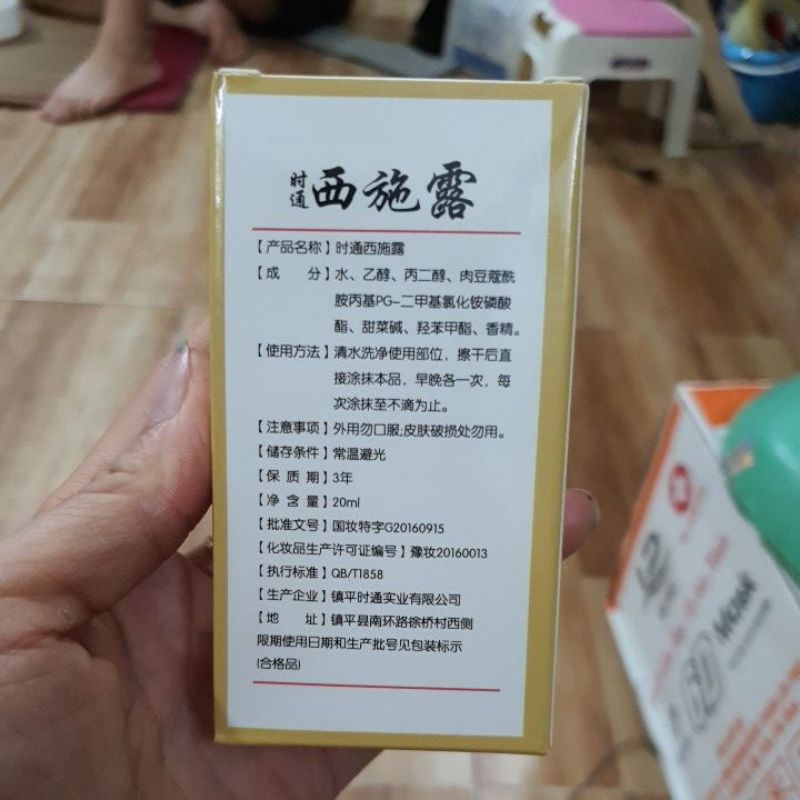 时通西施露
【产品名称】时通西施露
【成 分】水、乙醇、丙二醇、肉豆蔻酰
胺丙基PG-二甲基氯化铵磷酸
酯、甜菜碱、羟苯甲酯、香精。
【使用方法】清水洗净使用部位，擦干后直
接涂抹本品，早晚各一次，每
次涂抹至不滴为止。
【注意事项】外用勿口服;皮肤破损处勿用。
【储存条件】常温避光
【保 质 期】3年
【净 含 量】20ml
【批准文号】国妆特字G20160915
【化妆品生产许可证编号】豫妆20160013
【执行标准】QB/T1858
【生产企业】镇平时通实业有限公司
【地 址】镇平县南环路徐桥村西侧
限期使用日期和生产批号见包装标示
(合格品)